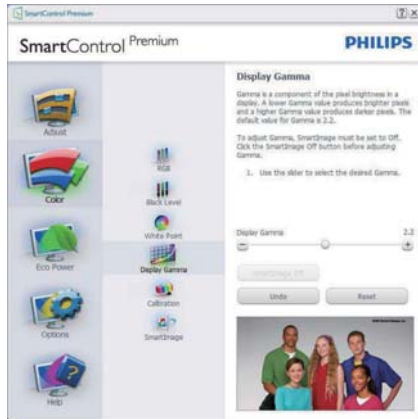 SmartControl Premium
SmartControl Premium
PHILIPS
Adjust
Color
Eco Power
Options
Help
RGB
Black Level
White Point
Display Gamma
Calibration
SmartImage
Display Gamma
Gamma is a component of the pixel brightness in a
display. A lower Gamma value produces brighter pixels
and a higher Gamma value produces darker pixels. The
default value for Gamma is 2.2.
To adjust Gamma, SmartImage must be set to Off.
Click the SmartImage Off button before adjusting
Gamma.
1. Use the slider to select the desired Gamma.
Display Gamma 2.2
SmartImage Off
Undo Reset